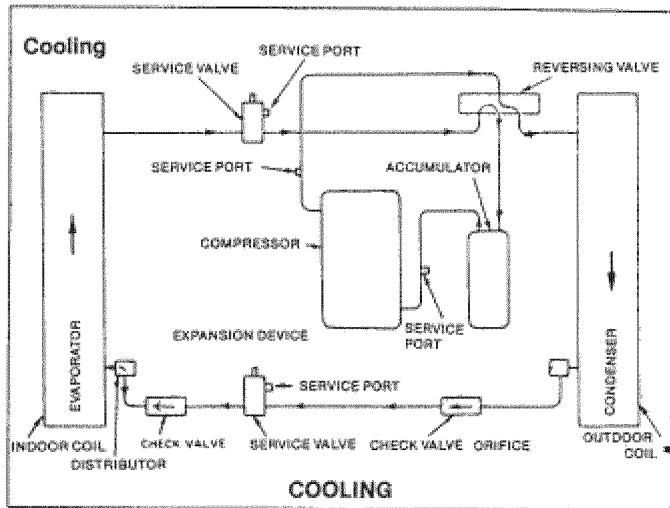 Cooling
SERVICE PORT
SERVICE VALVE
REVERSING VALVE
SERVICE PORT
ACCUMULATOR
COMPRESSOR
EVAPORATOR
EXPANSION DEVICE
SERVICE
PORT
CONDENSER
SERVICE PORT
INDOOR COIL
DISTRIBUTOR
CHECK VALVE
SERVICE VALVE
CHECK VALVE ORIFICE
OUTDOOR
COIL
COOLING